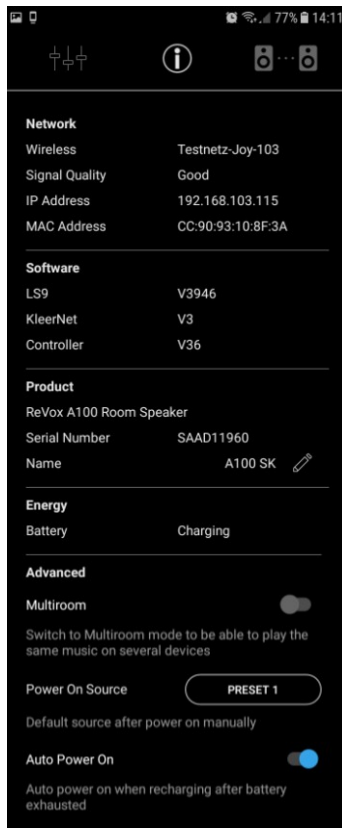 77% 14:11
Network
Wireless Testnetz-Joy-103
Signal Quality Good
IP Address 192.168.103.115
MAC Address CC:90:93:10:8F:3A
Software
LS9 V3946
KleerNet V3
Controller V36
Product
ReVox A100 Room Speaker
Serial Number SAAD11960
Name A100 SK
Energy
Battery Charging
Advanced
Multiroom
Switch to Multiroom mode to be able to play the
same music on several devices
Power On Source PRESET 1
Default source after power on manually
Auto Power On
Auto power on when recharging after battery
exhausted